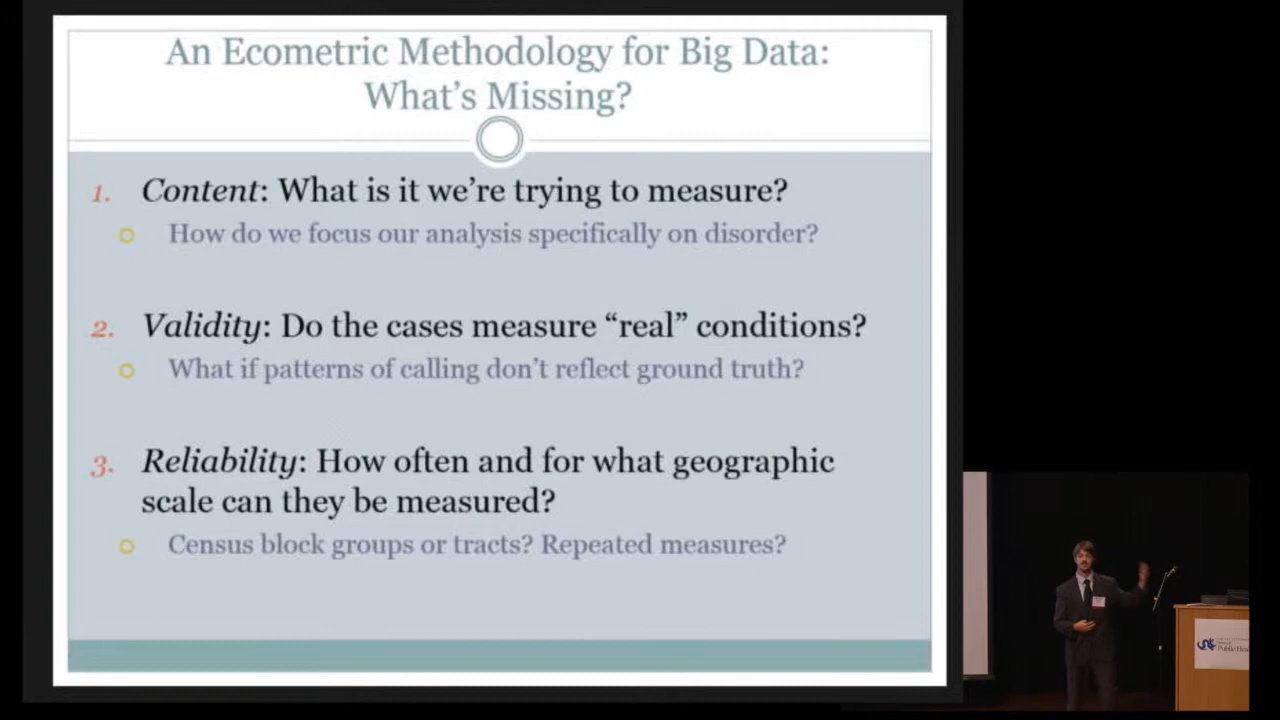 An Ecometric Methodology for Big Data:
What's Missing?
1. Content: What is it we're trying to measure?
How do we focus our analysis specifically on disorder?
2. Validity: Do the cases measure “real” conditions?
What if patterns of calling don't reflect ground truth?
3. Reliability: How often and for what geographic
scale can they be measured?
Census block groups or tracts? Repeated measures?
Public Hea